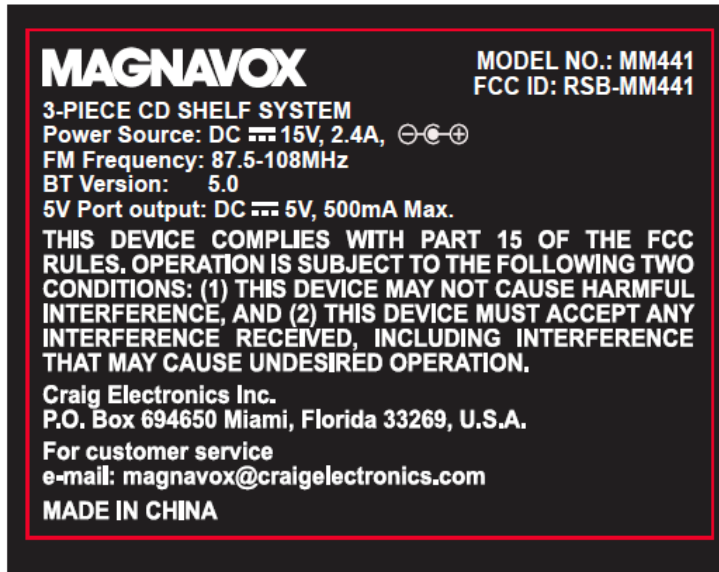 MAGNAVOX
MODEL NO.: MM441
FCC ID: RSB-MM441
3-PIECE CD SHELF SYSTEM
Power Source: DC ⎓ 15V, 2.4A,
FM Frequency: 87.5-108MHz
BT Version: 5.0
5V Port output: DC ⎓ 5V, 500mA Max.
THIS DEVICE COMPLIES WITH PART 15 OF THE FCC
RULES. OPERATION IS SUBJECT TO THE FOLLOWING TWO
CONDITIONS: (1) THIS DEVICE MAY NOT CAUSE HARMFUL
INTERFERENCE, AND (2) THIS DEVICE MUST ACCEPT ANY
INTERFERENCE RECEIVED, INCLUDING INTERFERENCE
THAT MAY CAUSE UNDESIRED OPERATION.
Craig Electronics Inc.
P.O. Box 694650 Miami, Florida 33269, U.S.A.
For customer service
e-mail: magnavox@craigelectronics.com
MADE IN CHINA